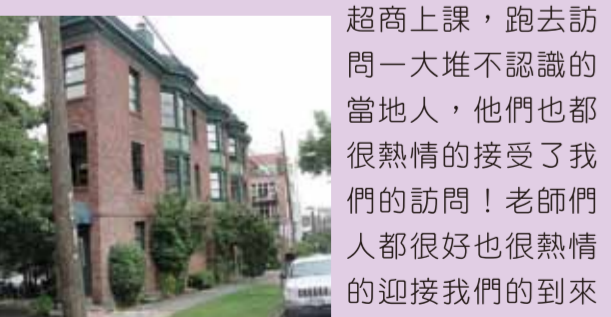 超商上課，跑去訪
問一大堆不認識的
當地人，他們也都
很熱情的接受了我
們的訪問！老師們
人都很好也很熱情
的迎接我們的到來